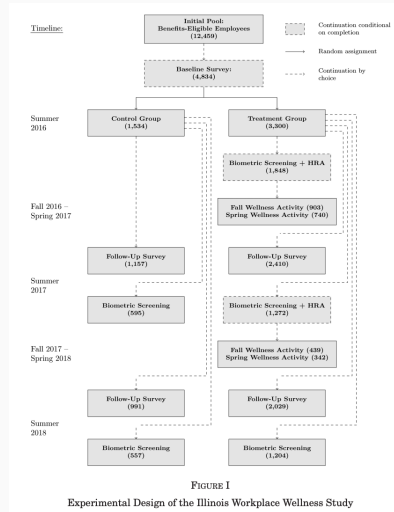 Timeline:
Initial Pool:
Benefits-Eligible Employees
(12,459)
Continuation conditional
on completion
Random assignment
Continuation by
choice
Baseline Survey:
(4,834)
Summer
2016
Control Group
(1,534)
Treatment Group
(3,300)
Biometric Screening + HRA
(1,848)
Fall 2016 –
Spring 2017
Fall Wellness Activity (903)
Spring Wellness Activity (740)
Follow-Up Survey
(1,157)
Follow-Up Survey
(2,410)
Summer
2017
Biometric Screening
(595)
Biometric Screening + HRA
(1,272)
Fall 2017 –
Spring 2018
Fall Wellness Activity (439)
Spring Wellness Activity (342)
Follow-Up Survey
(991)
Follow-Up Survey
(2,029)
Summer
2018
Biometric Screening
(557)
Biometric Screening
(1,204)
FIGURE I
Experimental Design of the Illinois Workplace Wellness Study